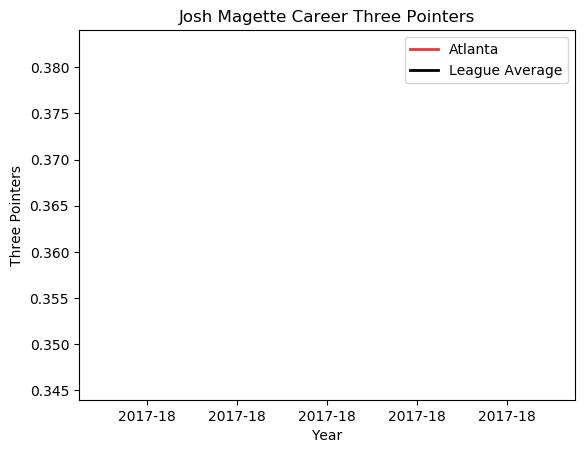 Josh Magette Career Three Pointers
Atlanta
League Average
Three Pointers
0.380
0.375
0.370
0.365
0.360
0.355
0.350
0.345
2017-18 2017-18 2017-18 2017-18 2017-18
Year